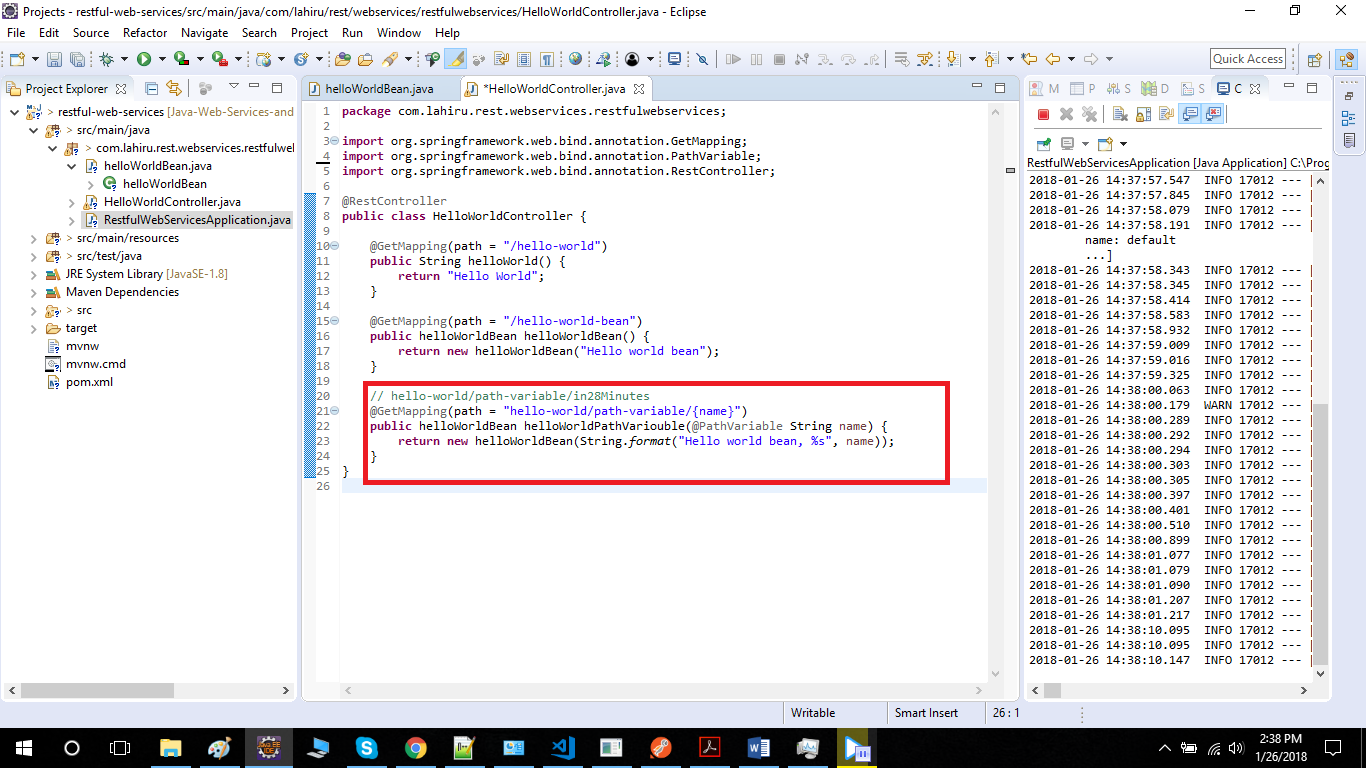 Projects - restful-web-services/src/main/java/com/lahiru/rest/webservices/restfulwebservices/HelloWorldController.java - Eclipse
File Edit Source Refactor Navigate Search Project Run Window Help
Quick Access
Project Explorer
> restful-web-services [Java-Web-Services-and
> src/main/java
> com.lahiru.rest.webservices.restfulwel
helloWorldBean.java
helloWorldBean
HelloWorldController.java
RestfulWebServicesApplication.java
> src/main/resources
> src/test/java
JRE System Library [JavaSE-1.8]
Maven Dependencies
> src
target
mvnw
mvnw.cmd
pom.xml
helloWorldBean.java
*HelloWorldController.java
1 package com.lahiru.rest.webservices.restfulwebservices;
2
3 import org.springframework.web.bind.annotation.GetMapping;
4 import org.springframework.web.bind.annotation.PathVariable;
5 import org.springframework.web.bind.annotation.RestController;
6
7 @RestController
8 public class HelloWorldController {
9
10 @GetMapping(path = "/hello-world")
11 public String helloWorld() {
12 return "Hello World";
13 }
14
15 @GetMapping(path = "/hello-world-bean")
16 public helloWorldBean helloWorldBean() {
17 return new helloWorldBean("Hello world bean");
18 }
19
20 // hello-world/path-variable/in28Minutes
21 @GetMapping(path = "hello-world/path-variable/{name}")
22 public helloWorldBean helloWorldPathVariouble(@PathVariable String name) {
23 return new helloWorldBean(String.format("Hello world bean, %s", name));
24 }
25 }
26
M P S D S C
RestfulWebServicesApplication [Java Application] C:\Prog
2018-01-26 14:37:57.547 INFO 17012 --- [
2018-01-26 14:37:57.845 INFO 17012 --- [
2018-01-26 14:37:58.079 INFO 17012 --- [
2018-01-26 14:37:58.191 INFO 17012 --- [
name: default
...]
2018-01-26 14:37:58.343 INFO 17012 --- [
2018-01-26 14:37:58.345 INFO 17012 --- [
2018-01-26 14:37:58.414 INFO 17012 --- [
2018-01-26 14:37:58.583 INFO 17012 --- [
2018-01-26 14:37:58.932 INFO 17012 --- [
2018-01-26 14:37:59.009 INFO 17012 --- [
2018-01-26 14:37:59.016 INFO 17012 --- [
2018-01-26 14:37:59.325 INFO 17012 --- [
2018-01-26 14:38:00.063 INFO 17012 --- [
2018-01-26 14:38:00.179 WARN 17012 --- [
2018-01-26 14:38:00.289 INFO 17012 --- [
2018-01-26 14:38:00.292 INFO 17012 --- [
2018-01-26 14:38:00.294 INFO 17012 --- [
2018-01-26 14:38:00.303 INFO 17012 --- [
2018-01-26 14:38:00.305 INFO 17012 --- [
2018-01-26 14:38:00.397 INFO 17012 --- [
2018-01-26 14:38:00.401 INFO 17012 --- [
2018-01-26 14:38:00.510 INFO 17012 --- [
2018-01-26 14:38:00.899 INFO 17012 --- [
2018-01-26 14:38:01.077 INFO 17012 --- [
2018-01-26 14:38:01.079 INFO 17012 --- [
2018-01-26 14:38:01.090 INFO 17012 --- [
2018-01-26 14:38:01.207 INFO 17012 --- [
2018-01-26 14:38:01.217 INFO 17012 --- [
2018-01-26 14:38:10.095 INFO 17012 --- [
2018-01-26 14:38:10.095 INFO 17012 --- [
2018-01-26 14:38:10.147 INFO 17012 --- [
Writable
Smart Insert
26 : 1
2:38 PM
1/26/2018